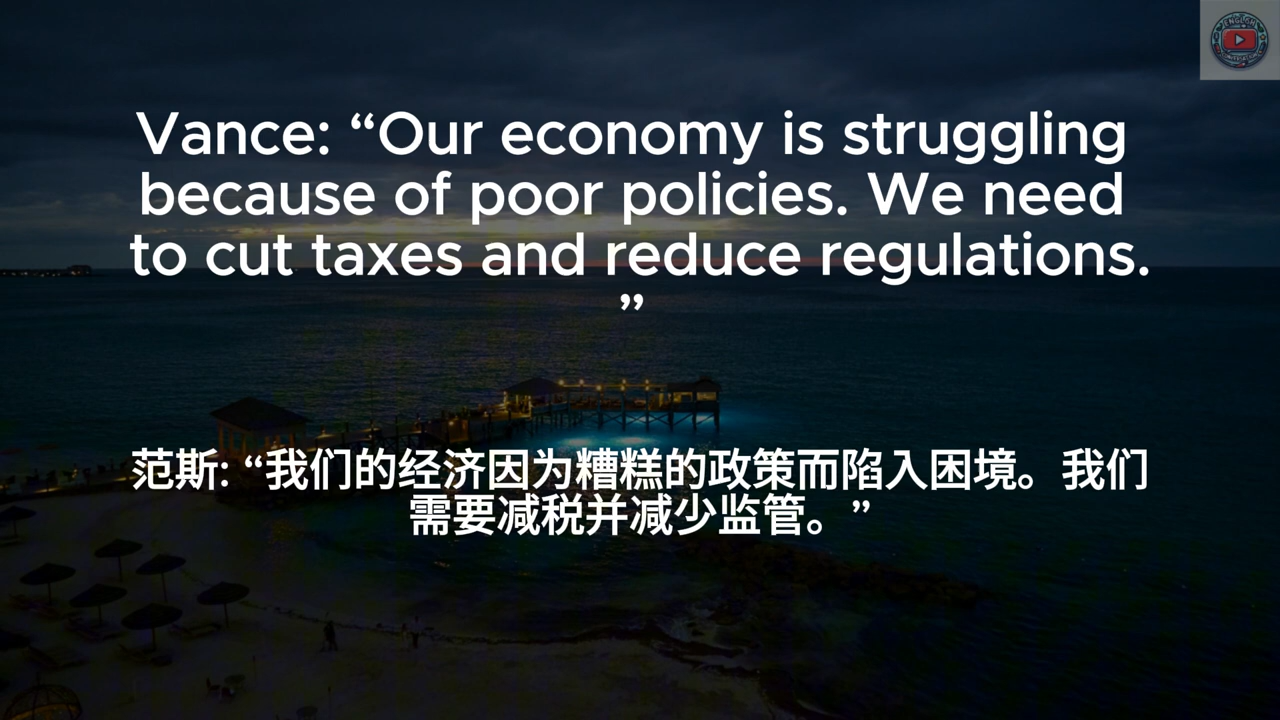 Vance: “Our economy is struggling
because of poor policies. We need
to cut taxes and reduce regulations.
”
范斯: “我们的经济因为糟糕的政策而陷入困境。我们
需要减税并减少监管。”
ENGLISH